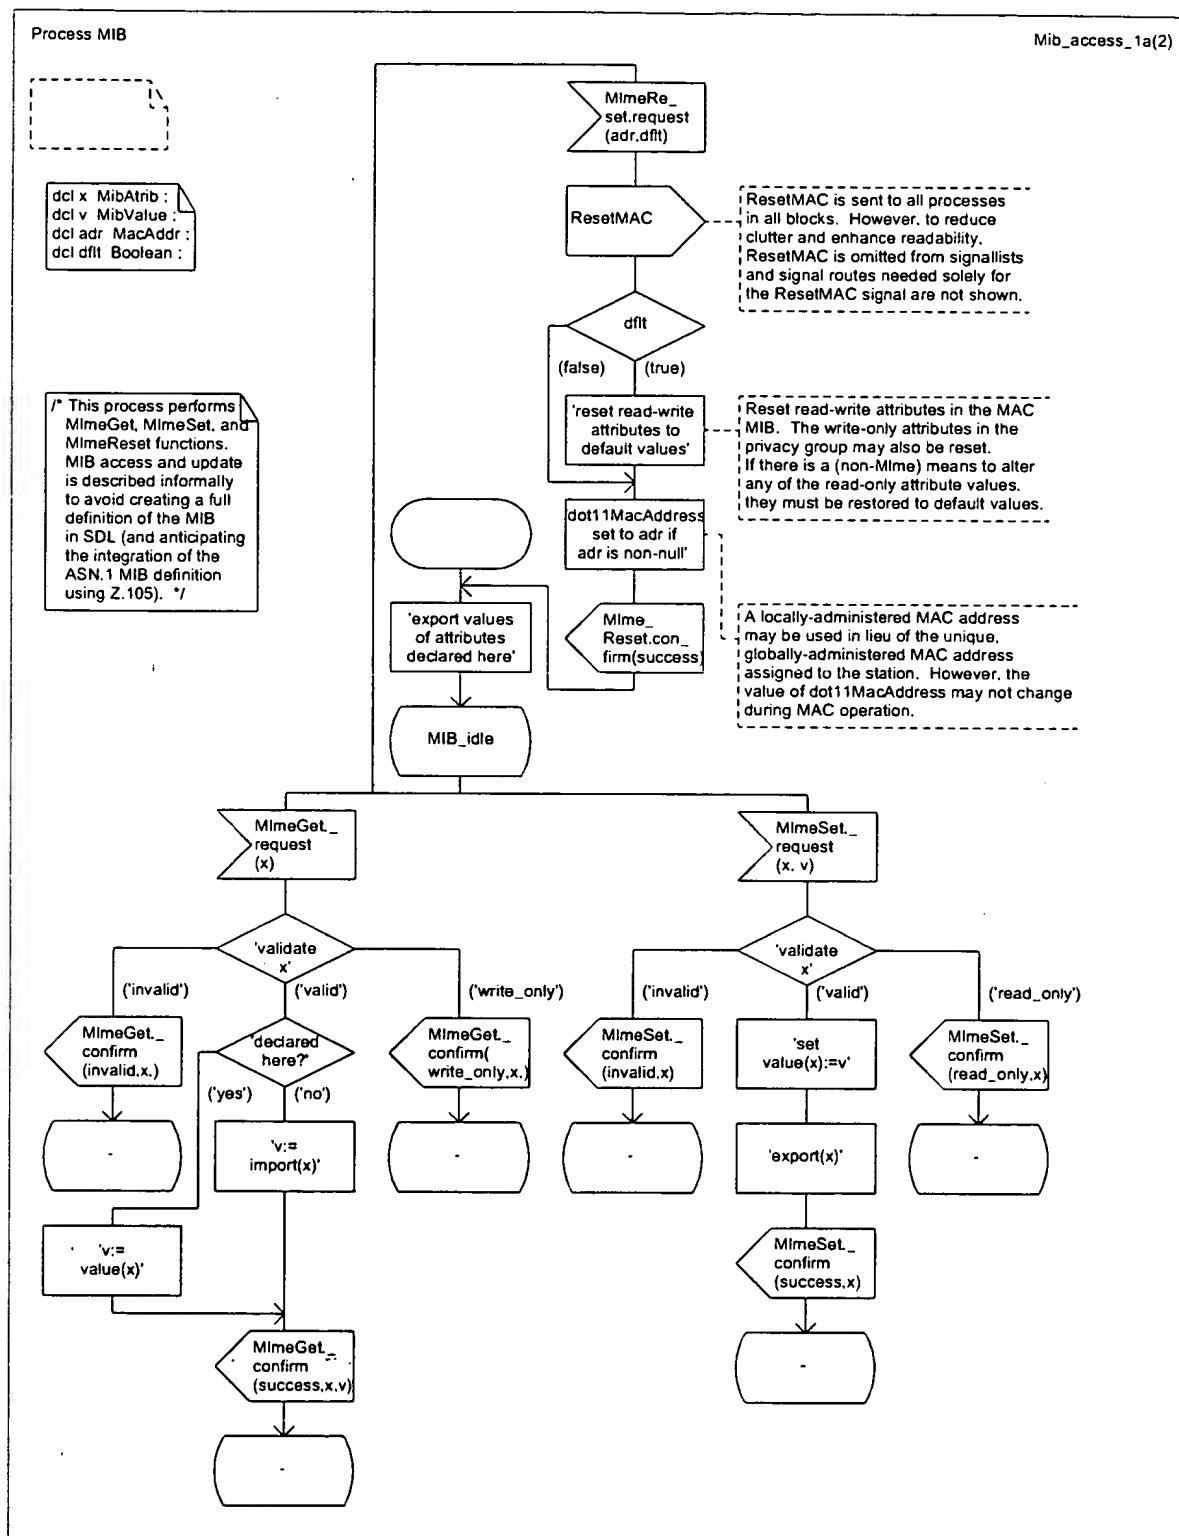 Process MIB
Mib_access_1a(2)
MlmeRe_
set.request
(adr,dflt)
dcl x MibAtrib ;
dcl v MibValue ;
dcl adr MacAddr ;
dcl dflt Boolean ;
ResetMAC
ResetMAC is sent to all processes
in all blocks. However, to reduce
clutter and enhance readability,
ResetMAC is omitted from signallists
and signal routes needed solely for
the ResetMAC signal are not shown.
dflt
(false)
(true)
/* This process performs
MlmeGet, MlmeSet, and
MlmeReset functions.
MIB access and update
is described informally
to avoid creating a full
definition of the MIB
in SDL (and anticipating
the integration of the
ASN.1 MIB definition
using Z.105). */
'reset read-write
attributes to
default values'
Reset read-write attributes in the MAC
MIB. The write-only attributes in the
privacy group may also be reset.
If there is a (non-Mlme) means to alter
any of the read-only attribute values,
they must be restored to default values.
dot11MacAddress
set to adr if
adr is non-null'
'export values
of attributes
declared here'
Mlme_
Reset.con_
firm(success)
A locally-administered MAC address
may be used in lieu of the unique,
globally-administered MAC address
assigned to the station. However, the
value of dot11MacAddress may not change
during MAC operation.
MIB_idle
MlmeGet._
request
(x)
MlmeSet._
request
(x, v)
'validate
x'
('invalid')
('valid')
('write_only')
'validate
x'
('invalid')
('valid')
('read_only')
MlmeGet._
confirm
(invalid,x,)
'declared
here?'
('yes')
('no')
MlmeGet._
confirm(
write_only,x,)
MlmeSet._
confirm
(invalid,x)
'set
value(x):=v'
MlmeSet._
confirm
(read_only,x)
-
'v:=
import(x)'
-
-
'export(x)'
-
'v:=
value(x)'
MlmeSet._
confirm
(success,x)
MlmeGet._
confirm
(success,x,v)
-
-